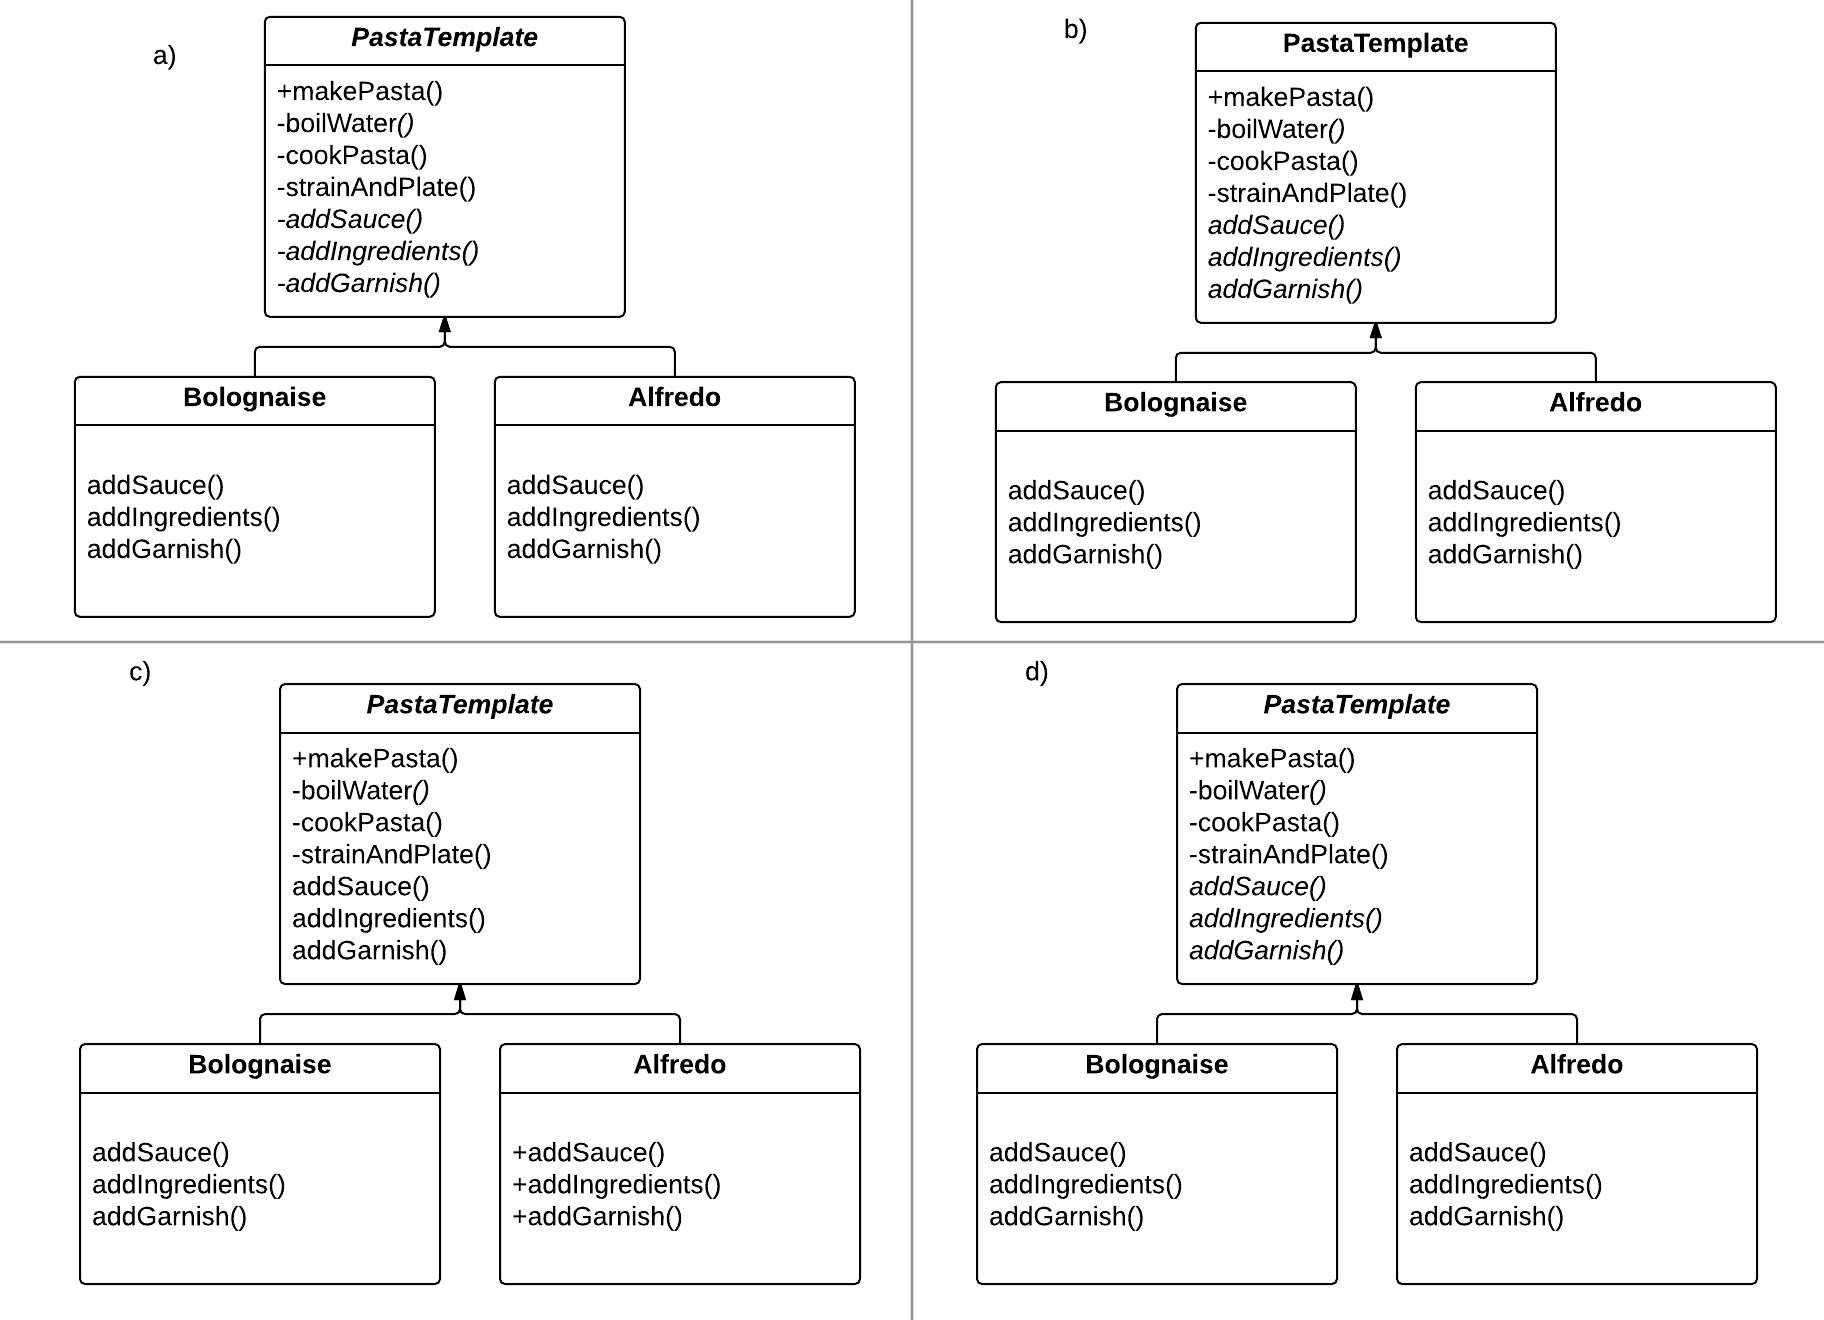 a)
PastaTemplate
+makePasta()
-boilWater()
-cookPasta()
-strainAndPlate()
-addSauce()
-addIngredients()
-addGarnish()
Bolognaise
addSauce()
addIngredients()
addGarnish()
Alfredo
addSauce()
addIngredients()
addGarnish()
b)
PastaTemplate
+makePasta()
-boilWater()
-cookPasta()
-strainAndPlate()
addSauce()
addIngredients()
addGarnish()
Bolognaise
addSauce()
addIngredients()
addGarnish()
Alfredo
addSauce()
addIngredients()
addGarnish()
c)
PastaTemplate
+makePasta()
-boilWater()
-cookPasta()
-strainAndPlate()
addSauce()
addIngredients()
addGarnish()
Bolognaise
addSauce()
addIngredients()
addGarnish()
Alfredo
+addSauce()
+addIngredients()
+addGarnish()
d)
PastaTemplate
+makePasta()
-boilWater()
-cookPasta()
-strainAndPlate()
addSauce()
addIngredients()
addGarnish()
Bolognaise
addSauce()
addIngredients()
addGarnish()
Alfredo
addSauce()
addIngredients()
addGarnish()